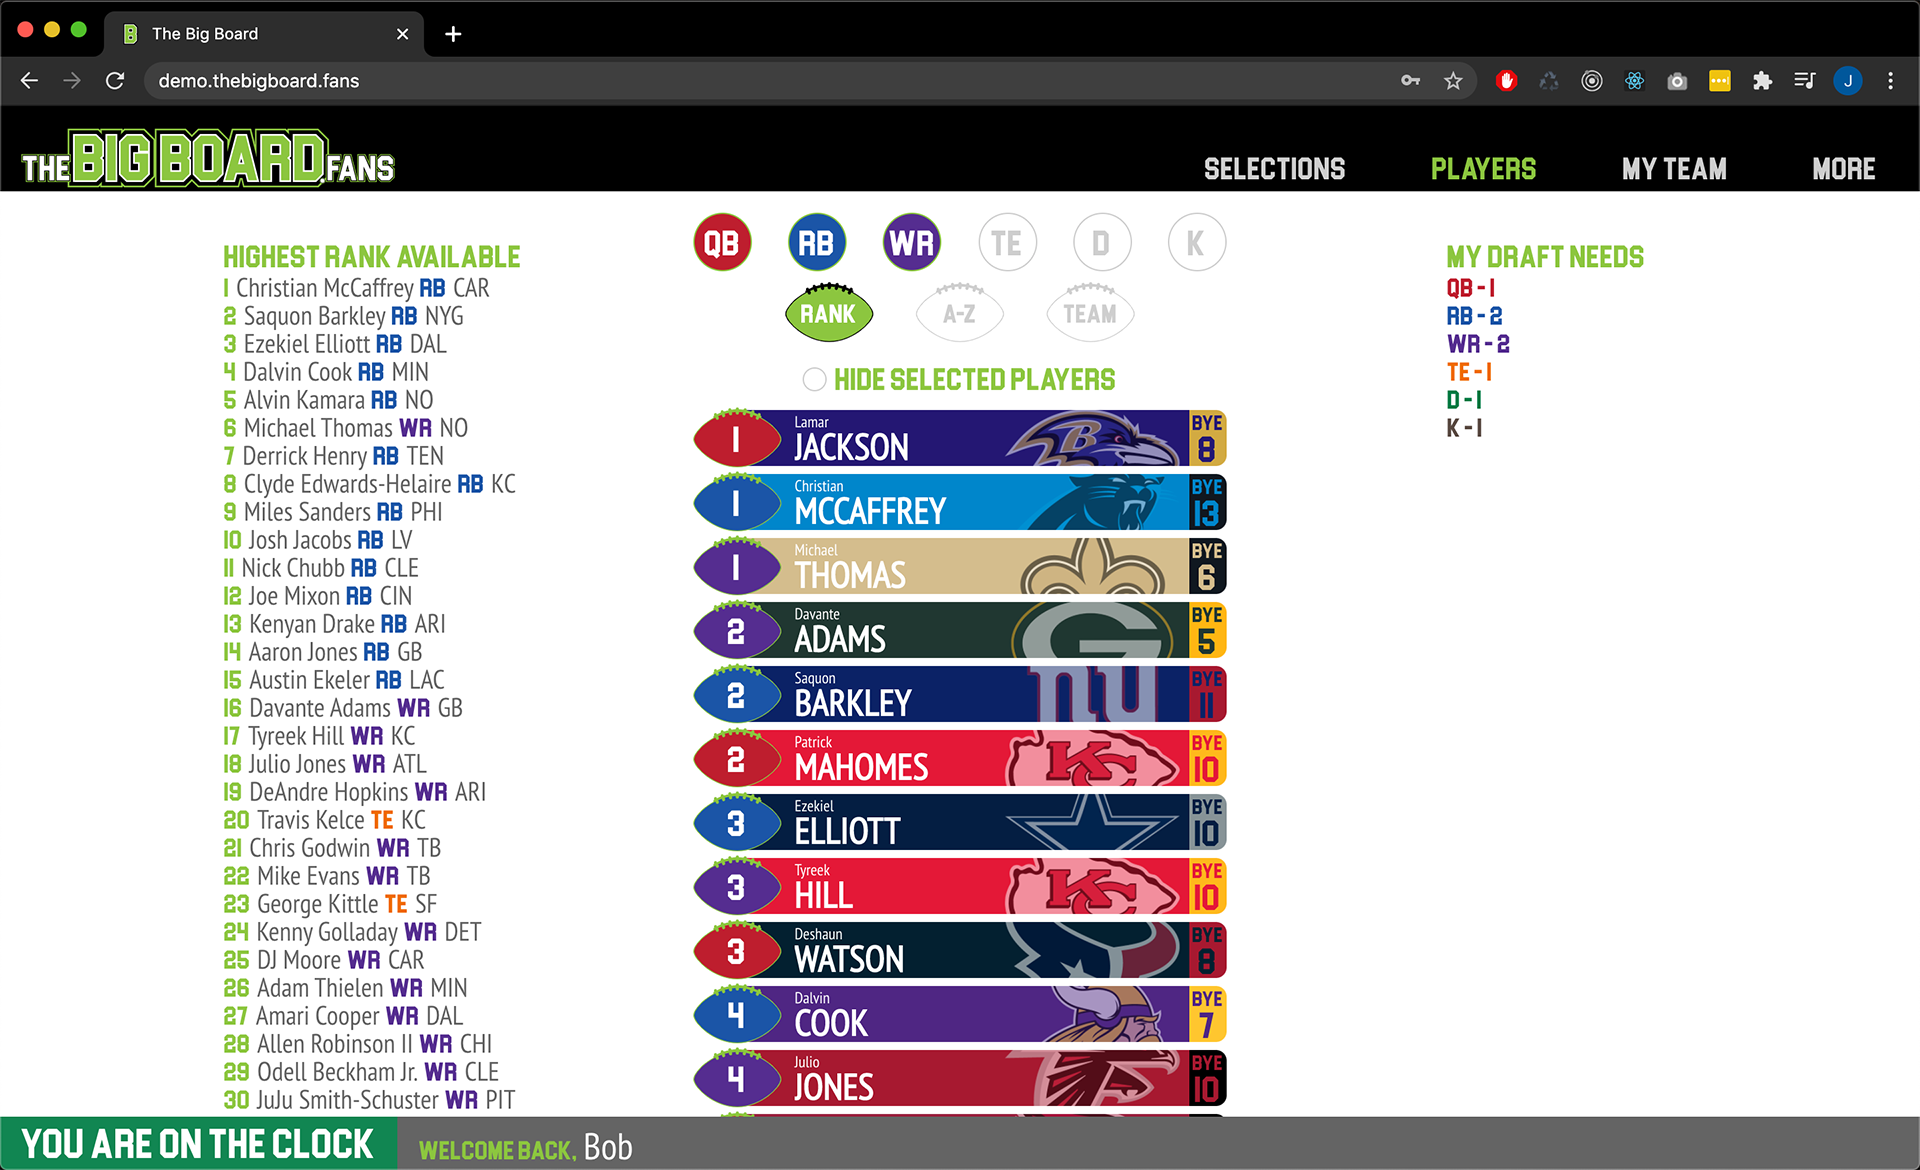 The Big Board
demo.thebigboard.fans
J
THE BIG BOARD.FANS
SELECTIONS
PLAYERS
MY TEAM
MORE
HIGHEST RANK AVAILABLE
1 Christian McCaffrey RB CAR
2 Saquon Barkley RB NYG
3 Ezekiel Elliott RB DAL
4 Dalvin Cook RB MIN
5 Alvin Kamara RB NO
6 Michael Thomas WR NO
7 Derrick Henry RB TEN
8 Clyde Edwards-Helaire RB KC
9 Miles Sanders RB PHI
10 Josh Jacobs RB LV
11 Nick Chubb RB CLE
12 Joe Mixon RB CIN
13 Kenyan Drake RB ARI
14 Aaron Jones RB GB
15 Austin Ekeler RB LAC
16 Davante Adams WR GB
17 Tyreek Hill WR KC
18 Julio Jones WR ATL
19 DeAndre Hopkins WR ARI
20 Travis Kelce TE KC
21 Chris Godwin WR TB
22 Mike Evans WR TB
23 George Kittle TE SF
24 Kenny Golladay WR DET
25 DJ Moore WR CAR
26 Adam Thielen WR MIN
27 Amari Cooper WR DAL
28 Allen Robinson II WR CHI
29 Odell Beckham Jr. WR CLE
30 JuJu Smith-Schuster WR PIT
QB RB WR TE D K
RANK A-Z TEAM
HIDE SELECTED PLAYERS
1 Lamar
JACKSON
B
BYE
8
1 Christian
MCCAFFREY
BYE
13
1 Michael
THOMAS
BYE
6
2 Davante
ADAMS
G
BYE
5
2 Saquon
BARKLEY
ny
BYE
11
2 Patrick
MAHOMES
KC
BYE
10
3 Ezekiel
ELLIOTT
BYE
10
3 Tyreek
HILL
KC
BYE
10
3 Deshaun
WATSON
BYE
8
4 Dalvin
COOK
BYE
7
4 Julio
JONES
BYE
10
MY DRAFT NEEDS
QB - 1
RB - 2
WR - 2
TE - 1
D - 1
K - 1
YOU ARE ON THE CLOCK
WELCOME BACK, Bob